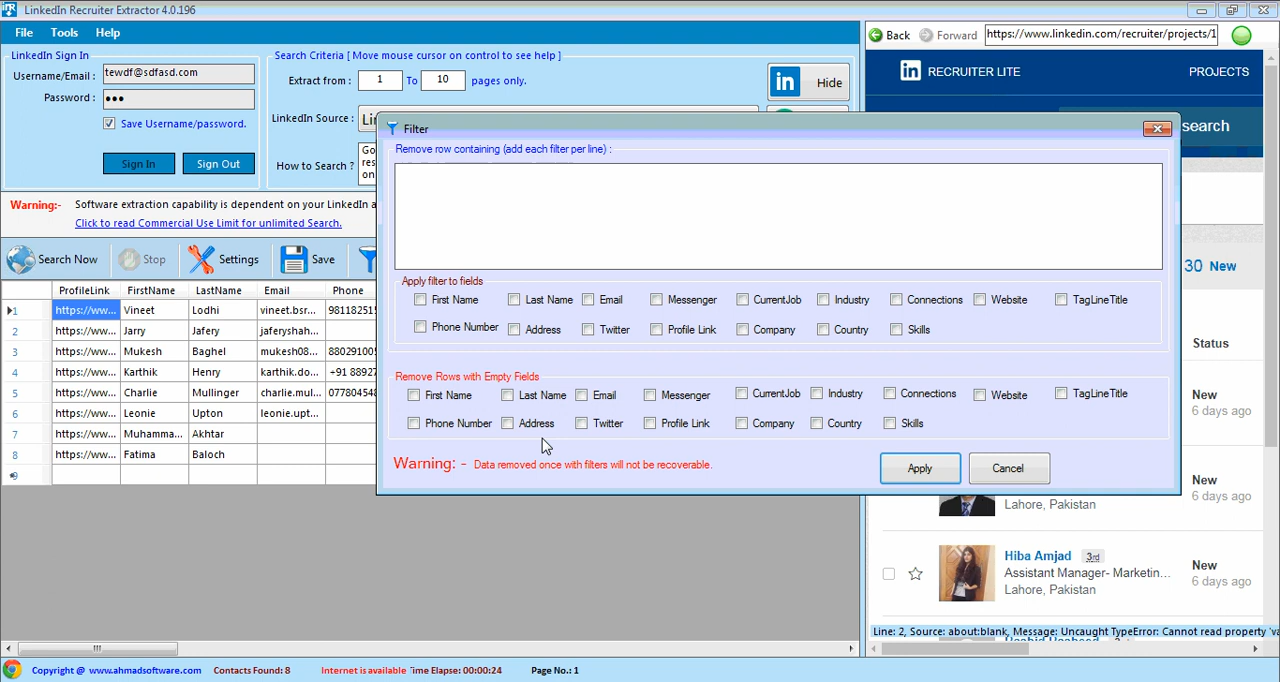 LinkedIn Recruiter Extractor 4.0.196
File Tools Help
LinkedIn Sign In
Username/Email : tewdf@sdfasd.com
Password : •••
Save Username/password.
Sign In Sign Out
Search Criteria [ Move mouse cursor on control to see help ]
Extract from : 1 To 10 pages only.
in Hide
LinkedIn Source :
How to Search ?
Warning:- Software extraction capability is dependent on your LinkedIn a
Click to read Commercial Use Limit for unlimited Search.
Search Now Stop Settings Save
ProfileLink FirstName LastName Email Phone
1 https://ww... Vineet Lodhi vineet.bsr... 981182515
2 https://ww... Jarry Jafery jaferyshah...
3 https://ww... Mukesh Baghel mukesh08... 880291005
4 https://ww... Karthik Henry karthik.do... +91 88927
5 https://ww... Charlie Mullinger charlie.mul... 077804548
6 https://ww... Leonie Upton leonie.upt...
7 https://ww... Muhamma... Akhtar
8 https://ww... Fatima Baloch
9
Filter
Remove row containing (add each filter per line) :
Apply filter to fields
First Name Last Name Email Messenger CurrentJob Industry Connections Website TagLineTitle
Phone Number Address Twitter Profile Link Company Country Skills
Remove Rows with Empty Fields
First Name Last Name Email Messenger CurrentJob Industry Connections Website TagLineTitle
Phone Number Address Twitter Profile Link Company Country Skills
Warning: - Data removed once with filters will not be recoverable.
Apply Cancel
Back Forward https://www.linkedin.com/recruiter/projects/1
in RECRUITER LITE PROJECTS
search
30 New
Status
New
6 days ago
New
6 days ago
Lahore, Pakistan
Hiba Amjad 3rd
Assistant Manager- Marketin...
Lahore, Pakistan
New
6 days ago
Line: 2, Source: about:blank, Message: Uncaught TypeError: Cannot read property 'va
Copyright @ www.ahmadsoftware.com Contacts Found: 8 Internet is available Time Elapse: 00:00:24 Page No.: 1